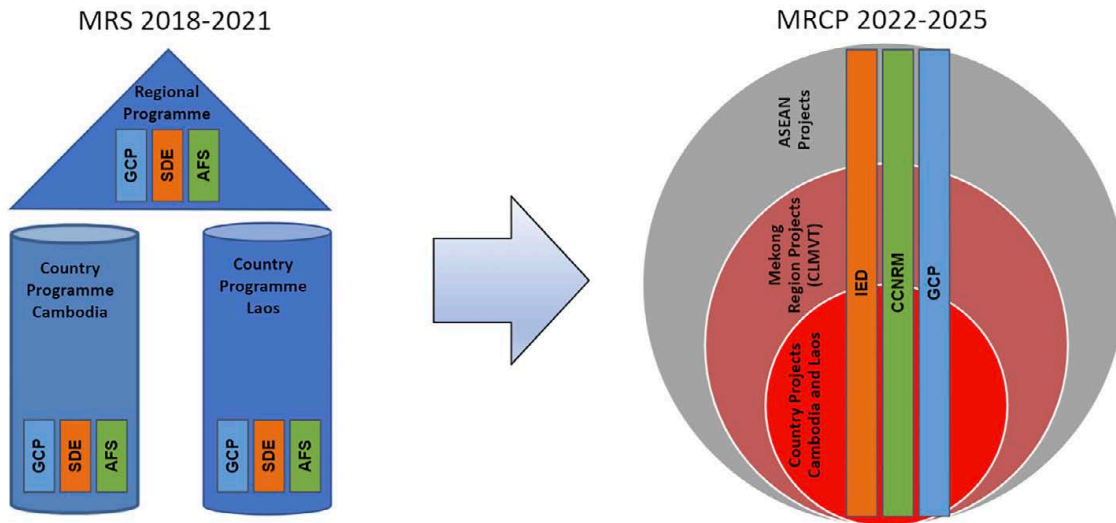 MRS 2018-2021
Regional
Programme
GCP
SDE
AFS
Country
Programme
Cambodia
GCP
SDE
AFS
Country
Programme
Laos
GCP
SDE
AFS
MRCP 2022-2025
ASEAN
Projects
Mekong
Region Projects
(CLMVT)
Country Projects
Cambodia and Laos
IED
CCNRM
GCP